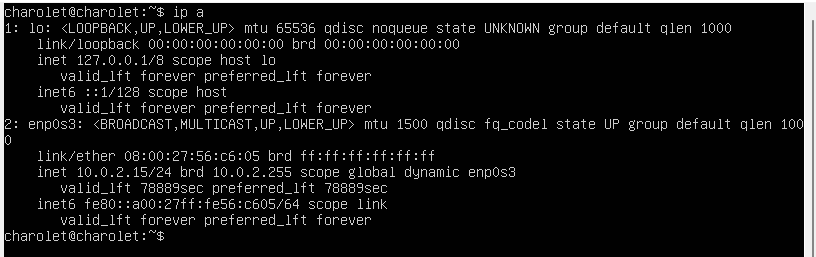 charolet@charolet:~$ ip a
1: lo: <LOOPBACK,UP,LOWER_UP> mtu 65536 qdisc noqueue state UNKNOWN group default qlen 1000
    link/loopback 00:00:00:00:00:00 brd 00:00:00:00:00:00
    inet 127.0.0.1/8 scope host lo
       valid_lft forever preferred_lft forever
    inet6 ::1/128 scope host
       valid_lft forever preferred_lft forever
2: enp0s3: <BROADCAST,MULTICAST,UP,LOWER_UP> mtu 1500 qdisc fq_codel state UP group default qlen 100
0
    link/ether 08:00:27:56:c6:05 brd ff:ff:ff:ff:ff:ff
    inet 10.0.2.15/24 brd 10.0.2.255 scope global dynamic enp0s3
       valid_lft 78889sec preferred_lft 78889sec
    inet6 fe80::a00:27ff:fe56:c605/64 scope link
       valid_lft forever preferred_lft forever
charolet@charolet:~$